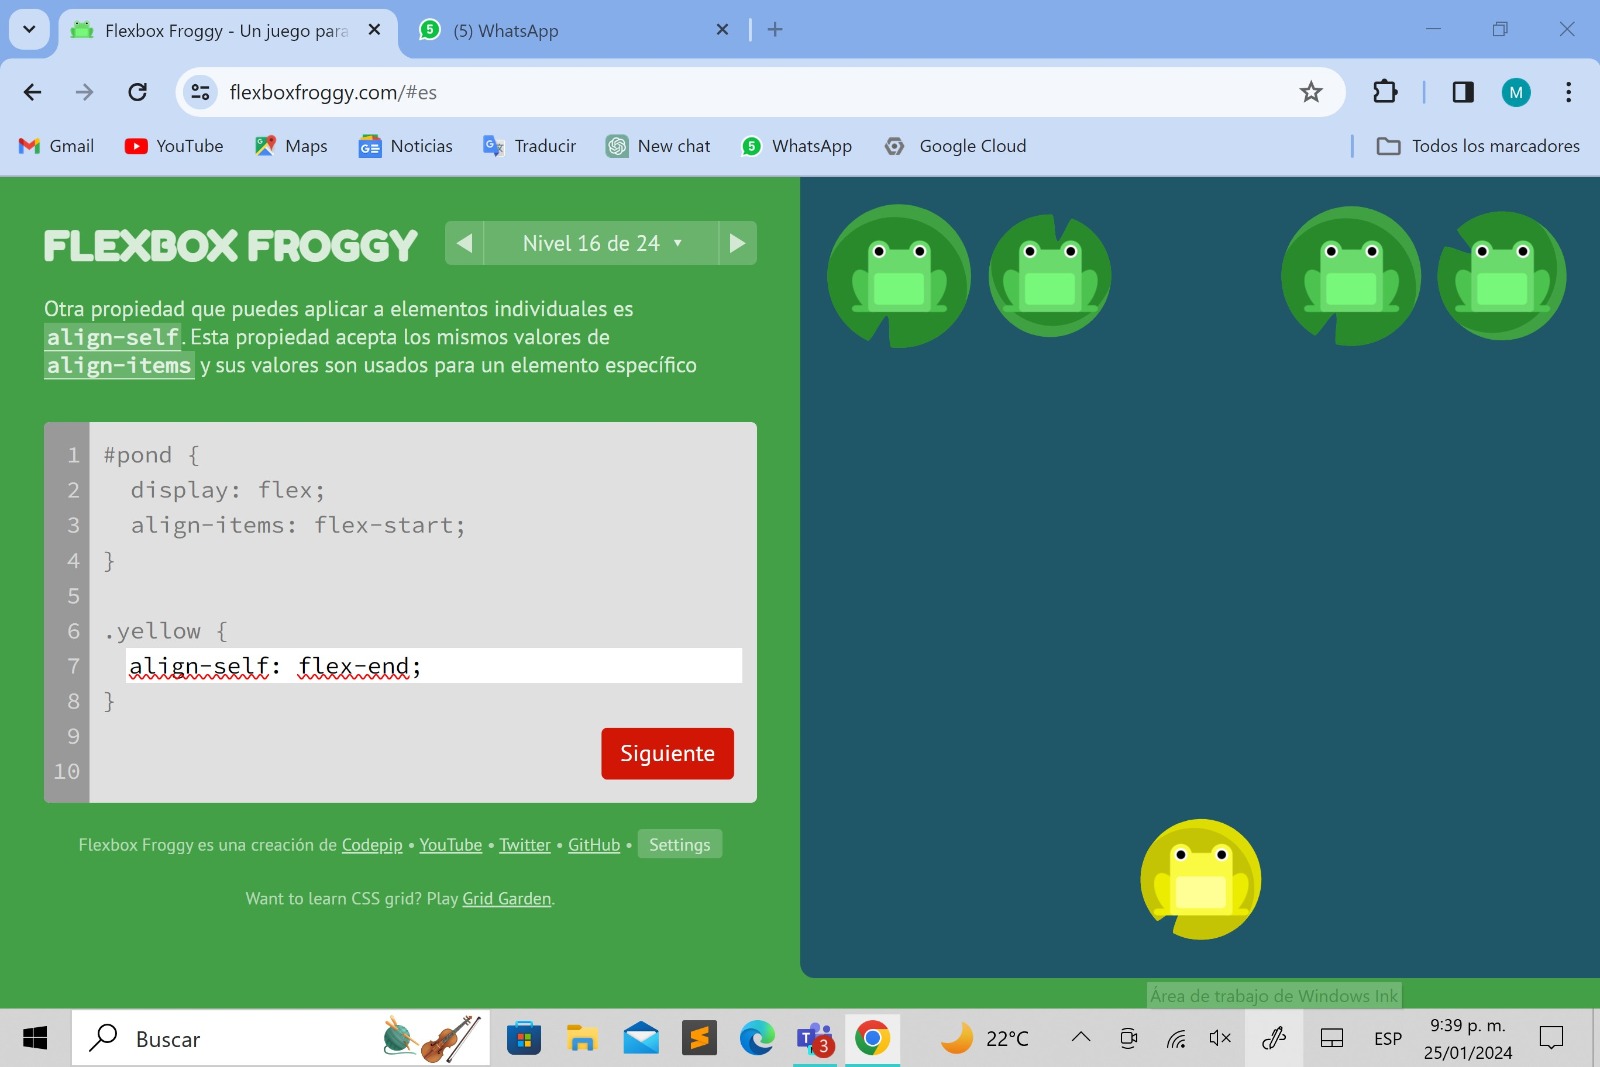 Flexbox Froggy - Un juego para
5 (5) WhatsApp
flexboxfroggy.com/#es
M
Gmail YouTube Maps Noticias Traducir New chat 5 WhatsApp Google Cloud Todos los marcadores
FLEXBOX FROGGY
Nivel 16 de 24
Otra propiedad que puedes aplicar a elementos individuales es
align-self. Esta propiedad acepta los mismos valores de
align-items y sus valores son usados para un elemento específico
1 #pond {
2 display: flex;
3 align-items: flex-start;
4 }
5
6 .yellow {
7 align-self: flex-end;
8 }
9
10
Siguiente
Flexbox Froggy es una creación de Codepip • YouTube • Twitter • GitHub • Settings
Want to learn CSS grid? Play Grid Garden.
Área de trabajo de Windows Ink
Buscar
3
22°C
ESP
9:39 p. m.
25/01/2024